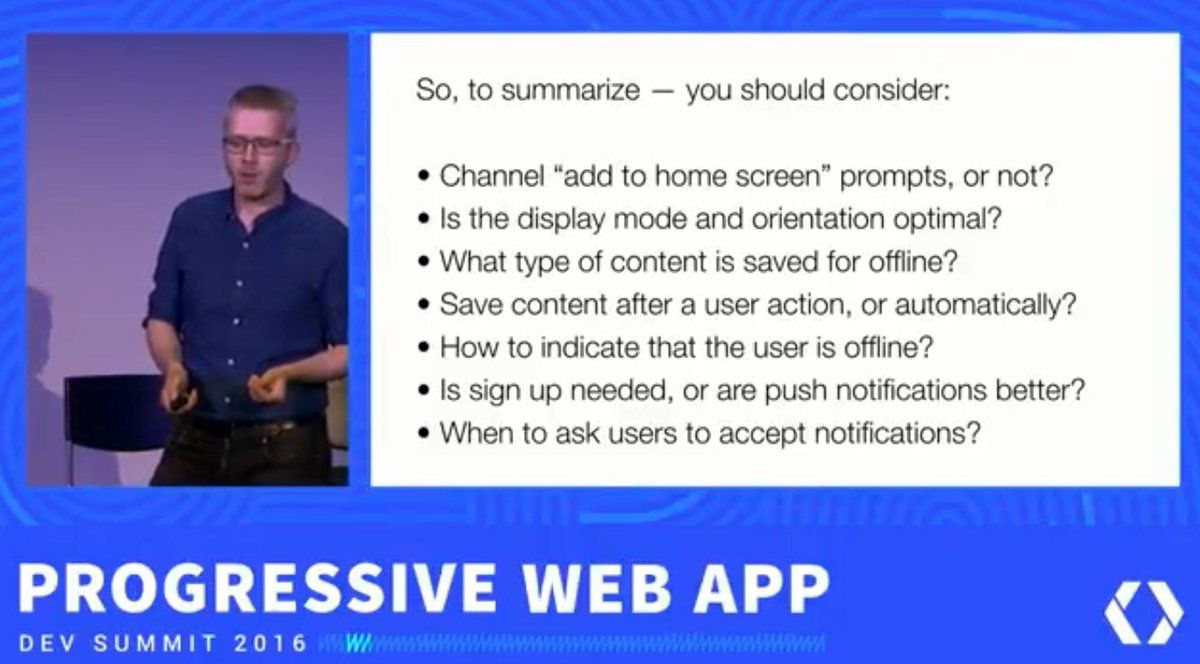 So, to summarize — you should consider:
• Channel “add to home screen” prompts, or not?
• Is the display mode and orientation optimal?
• What type of content is saved for offline?
• Save content after a user action, or automatically?
• How to indicate that the user is offline?
• Is sign up needed, or are push notifications better?
• When to ask users to accept notifications?
PROGRESSIVE WEB APP
DEV SUMMIT 2016